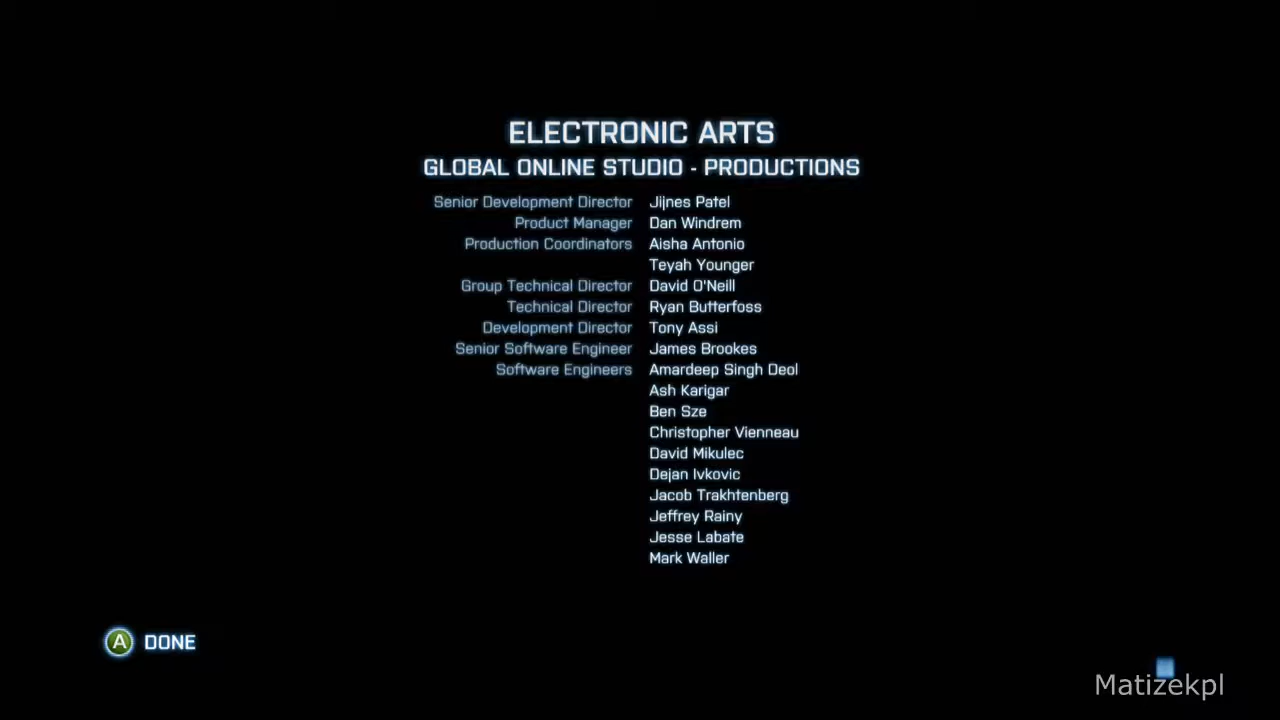 ELECTRONIC ARTS
GLOBAL ONLINE STUDIO - PRODUCTIONS
Senior Development Director Jijnes Patel
Product Manager Dan Windrem
Production Coordinators Aisha Antonio
Teyah Younger
Group Technical Director David O'Neill
Technical Director Ryan Butterfoss
Development Director Tony Assi
Senior Software Engineer James Brookes
Software Engineers Amardeep Singh Deol
Ash Karigar
Ben Sze
Christopher Vienneau
David Mikulec
Dejan Ivkovic
Jacob Trakhtenberg
Jeffrey Rainy
Jesse Labate
Mark Waller
A DONE
Matizekpl